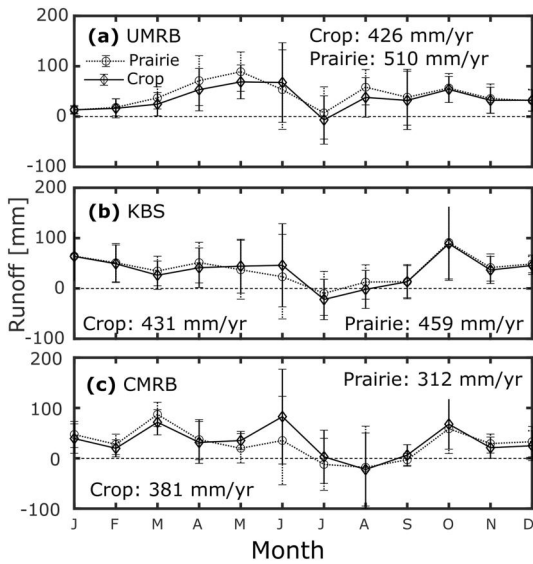 200
(a) UMRB
Crop: 426 mm/yr
Prairie
Prairie: 510 mm/yr
Crop
100
0
-100
200
(b) KBS
100
0
Crop: 431 mm/yr
Prairie: 459 mm/yr
-100
Runoff [mm]
200
(c) CMRB
Prairie: 312 mm/yr
100
0
Crop: 381 mm/yr
-100
J F M A M J J A S O N D
Month